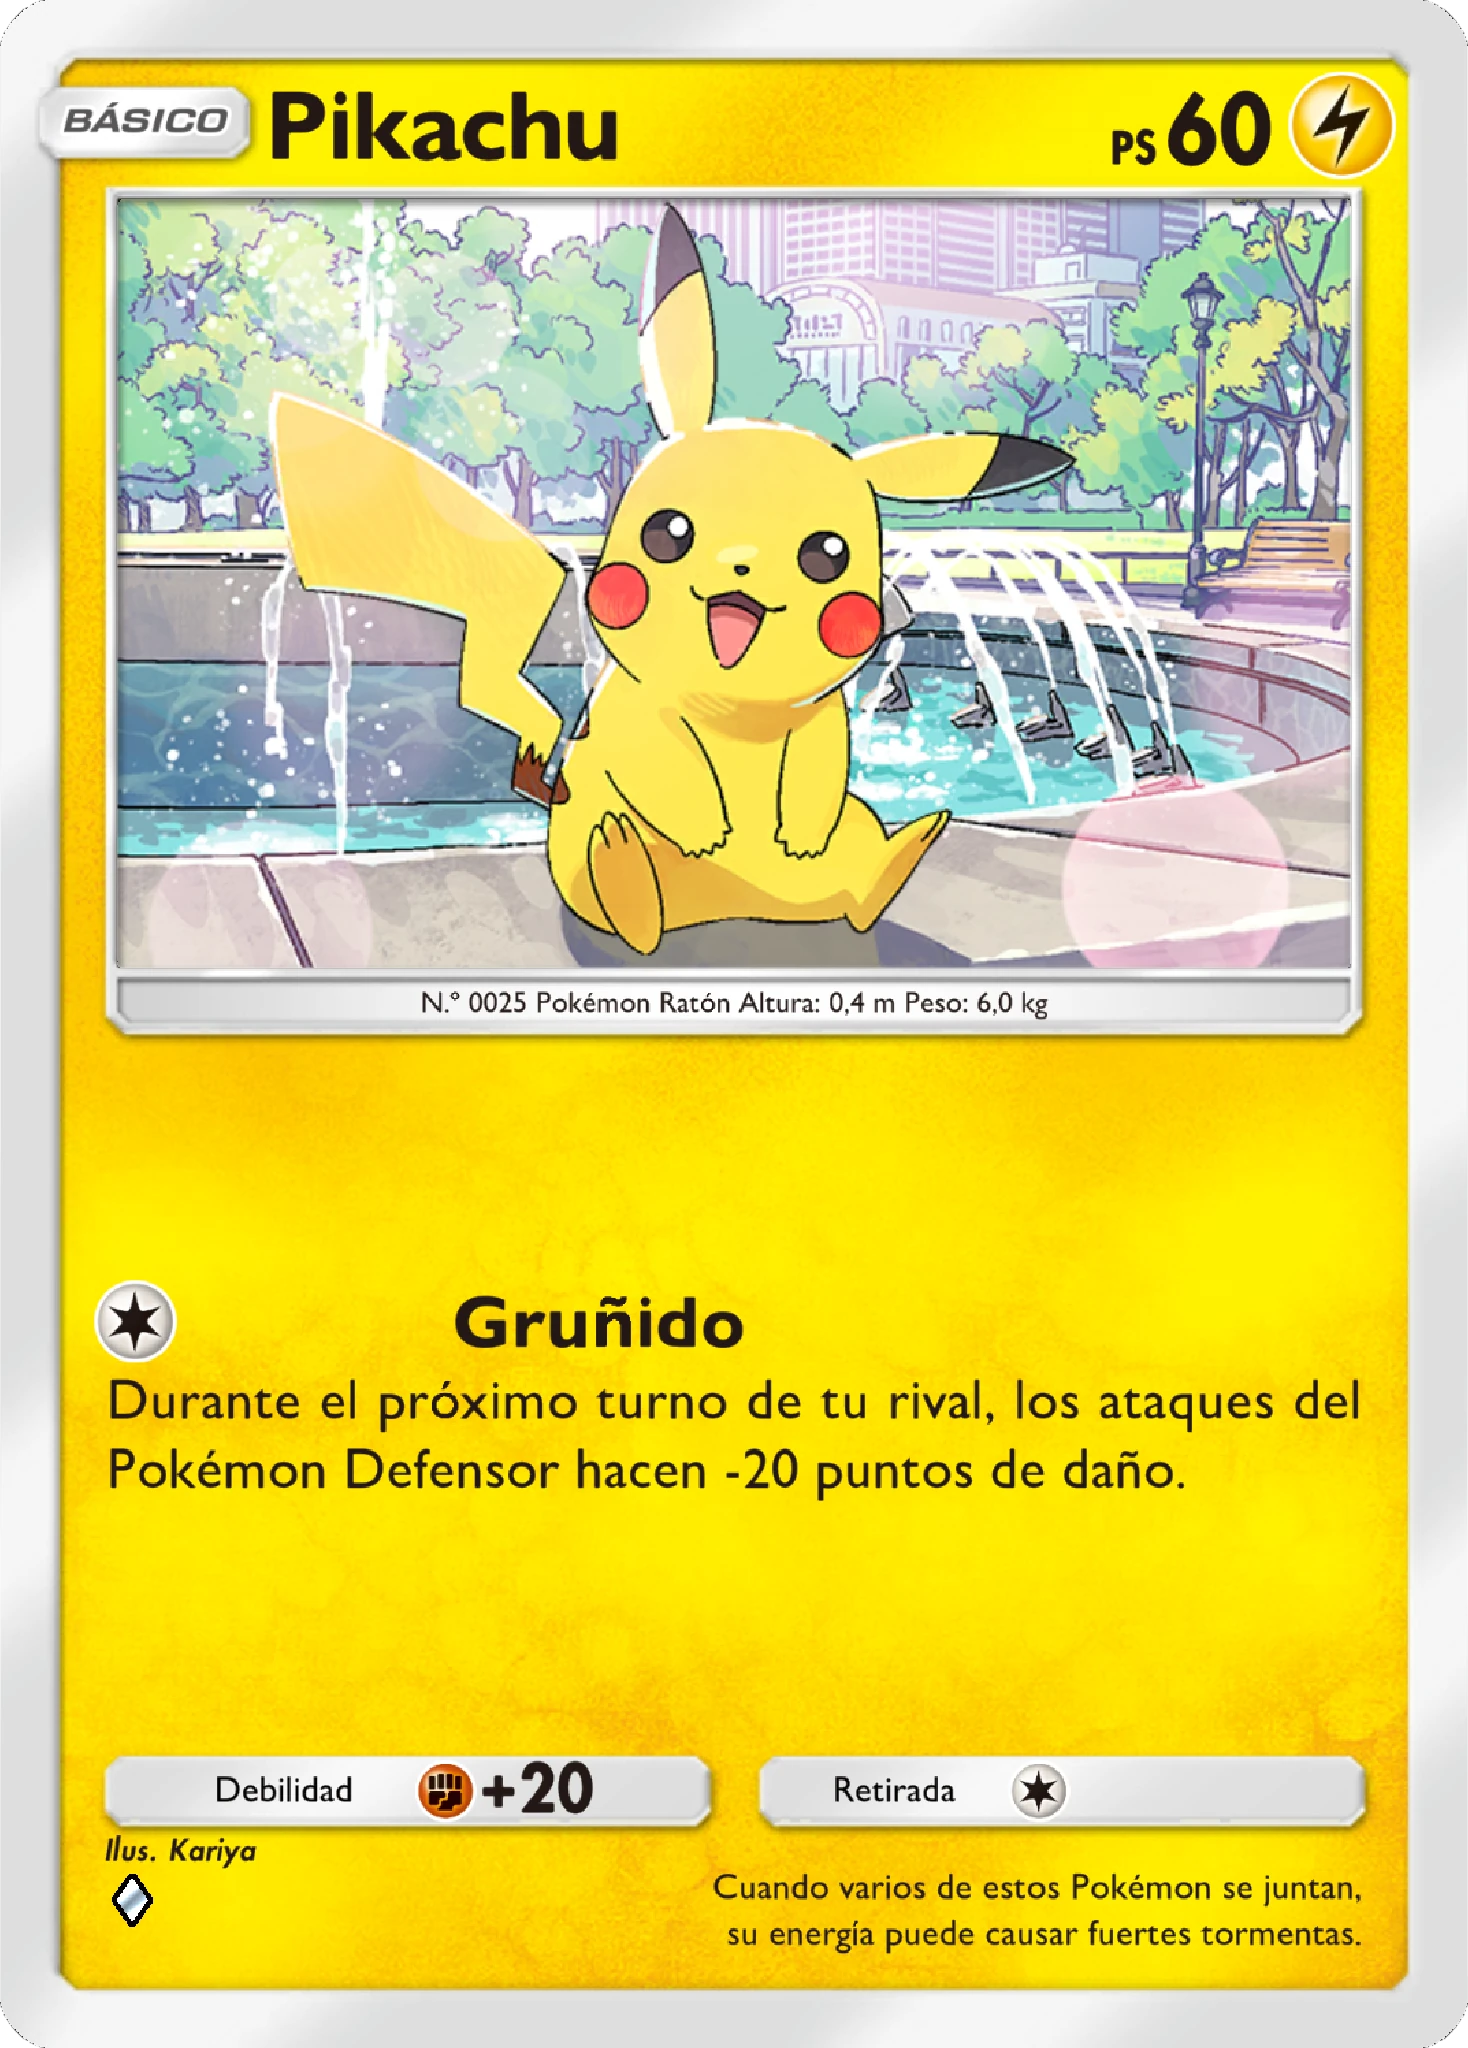 BÁSICO Pikachu PS 60
N.º 0025 Pokémon Ratón Altura: 0,4 m Peso: 6,0 kg
Gruñido
Durante el próximo turno de tu rival, los ataques del
Pokémon Defensor hacen -20 puntos de daño.
Debilidad +20 Retirada
Ilus. Kariya
Cuando varios de estos Pokémon se juntan,
su energía puede causar fuertes tormentas.